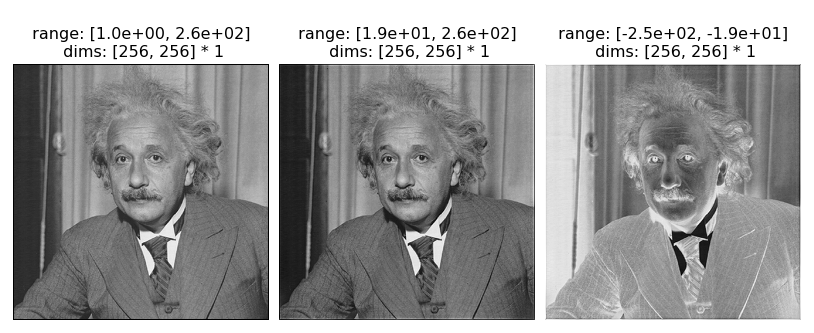 range: [1.0e+00, 2.6e+02]
dims: [256, 256] * 1
range: [1.9e+01, 2.6e+02]
dims: [256, 256] * 1
range: [-2.5e+02, -1.9e+01]
dims: [256, 256] * 1